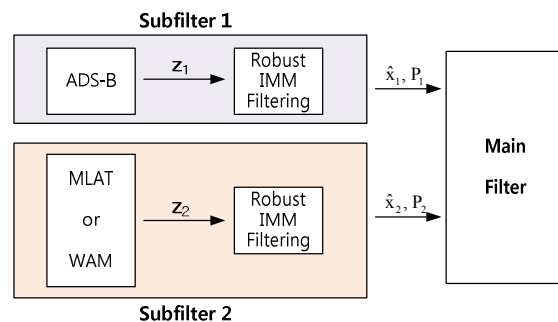 Subfilter 1
ADS-B
z₁
Robust
IMM
Filtering
x̂₁, P₁
MLAT
or
WAM
z₂
Robust
IMM
Filtering
x̂₂, P₂
Subfilter 2
Main
Filter